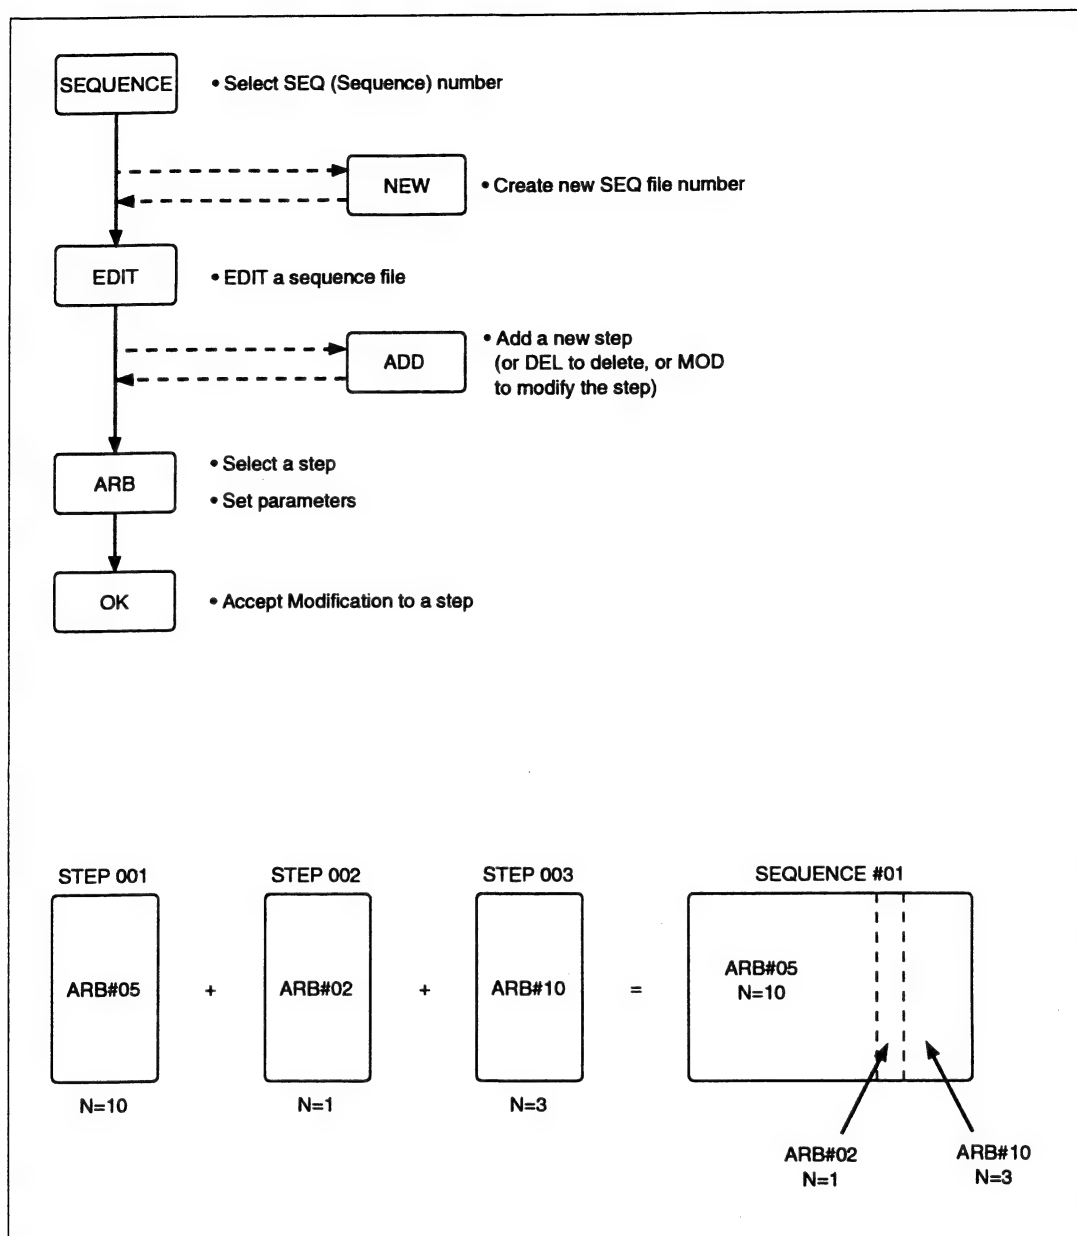 SEQUENCE
• Select SEQ (Sequence) number
NEW
• Create new SEQ file number
EDIT
• EDIT a sequence file
ADD
• Add a new step
(or DEL to delete, or MOD
to modify the step)
ARB
• Select a step
• Set parameters
OK
• Accept Modification to a step
STEP 001
STEP 002
STEP 003
SEQUENCE #01
ARB#05
+
ARB#02
+
ARB#10
=
ARB#05
N=10
N=10
N=1
N=3
ARB#02
N=1
ARB#10
N=3